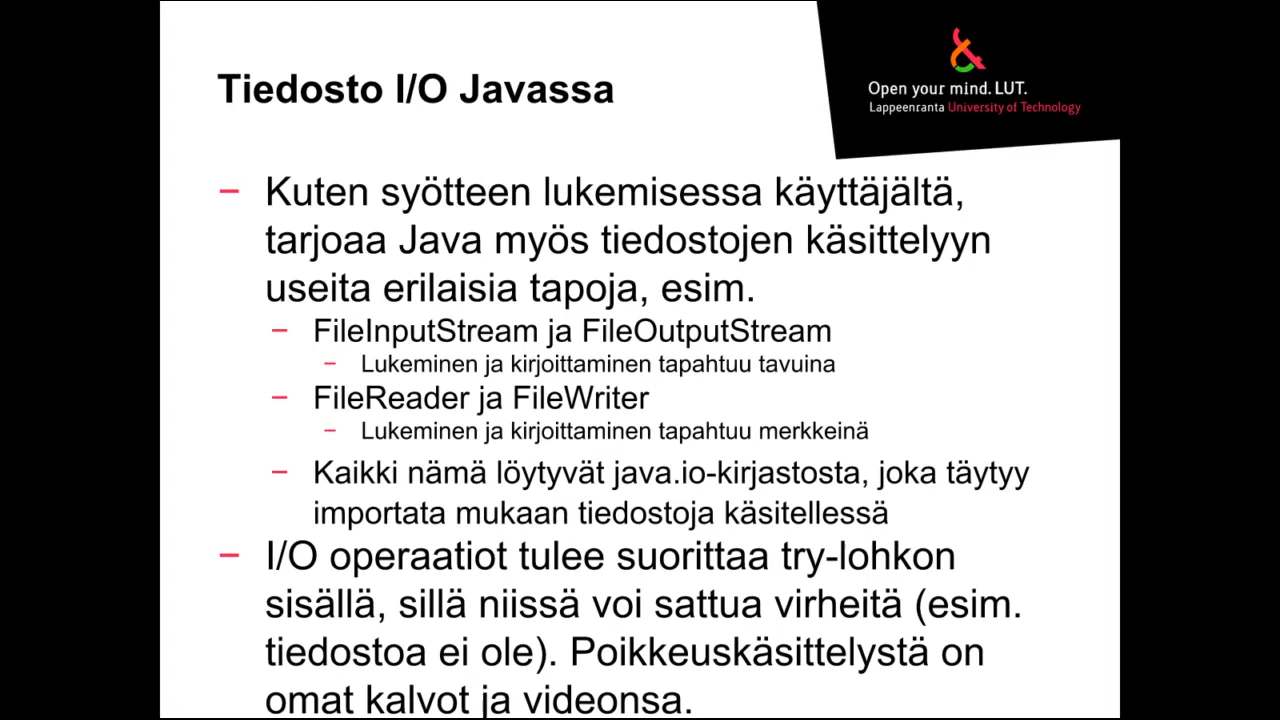 Tiedosto I/O Javassa
Open your mind. LUT.
Lappeenranta University of Technology
– Kuten syötteen lukemisessa käyttäjältä,
tarjoaa Java myös tiedostojen käsittelyyn
useita erilaisia tapoja, esim.
– FileInputStream ja FileOutputStream
– Lukeminen ja kirjoittaminen tapahtuu tavuina
– FileReader ja FileWriter
– Lukeminen ja kirjoittaminen tapahtuu merkkeinä
– Kaikki nämä löytyvät java.io-kirjastosta, joka täytyy
importata mukaan tiedostoja käsitellessä
– I/O operaatiot tulee suorittaa try-lohkon
sisällä, sillä niissä voi sattua virheitä (esim.
tiedostoa ei ole). Poikkeuskäsittelystä on
omat kalvot ja videonsa.